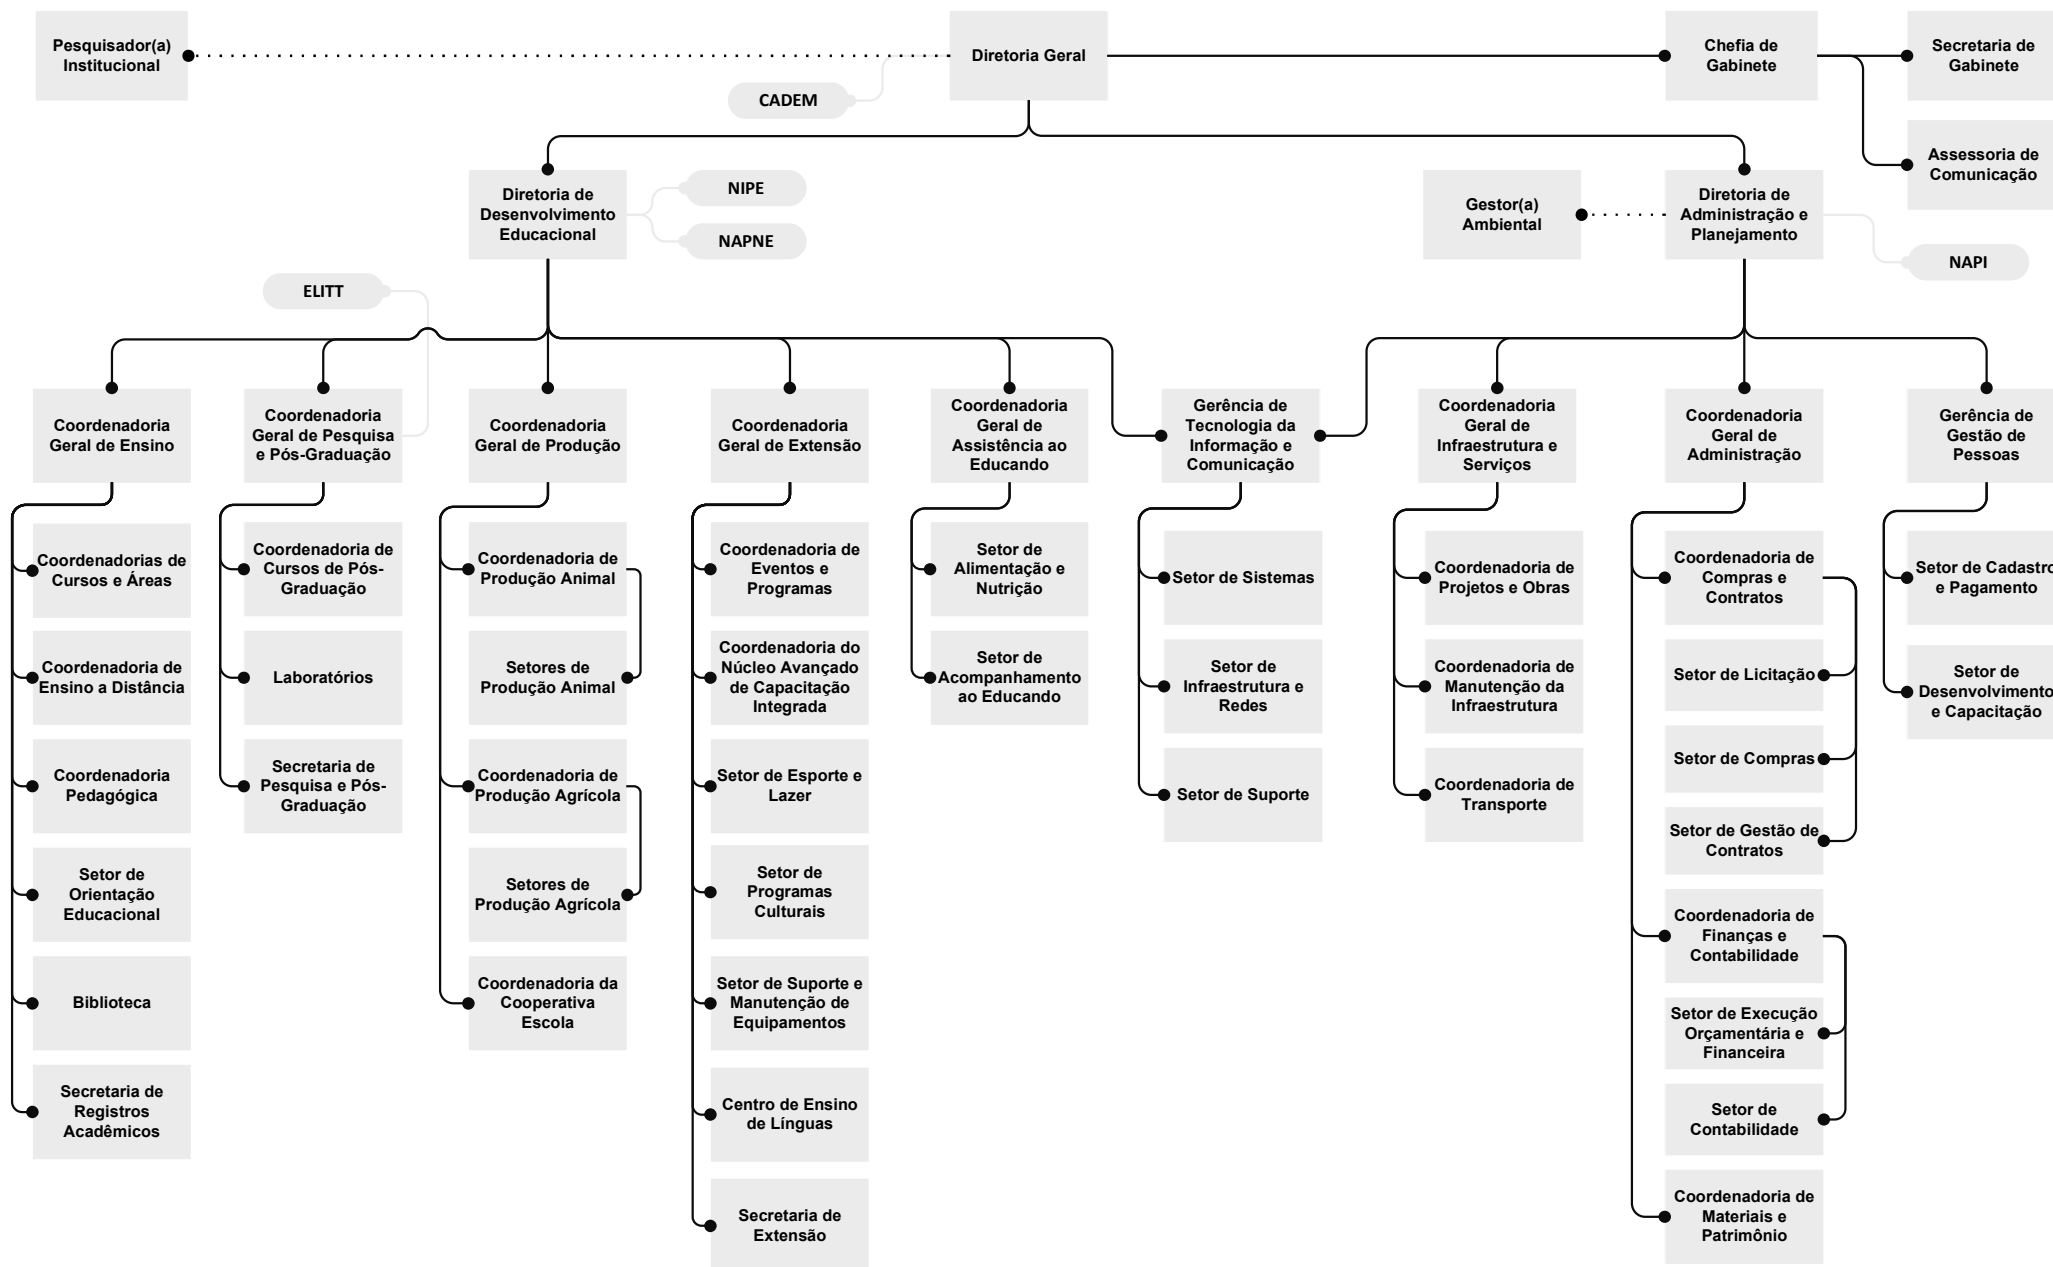 Pesquisador(a)
Institucional
Diretoria Geral
Chefia de
Gabinete
Secretaria de
Gabinete
CADEM
Assessoria de
Comunicação
Diretoria de
Desenvolvimento
Educacional
NIPE
NAPNE
Gestor(a)
Ambiental
Diretoria de
Administração e
Planejamento
NAPI
ELITT
Coordenadoria
Geral de Ensino
Coordenadoria
Geral de Pesquisa
e Pós-Graduação
Coordenadoria
Geral de Produção
Coordenadoria
Geral de Extensão
Coordenadoria
Geral de
Assistência ao
Educando
Gerência de
Tecnologia da
Informação e
Comunicação
Coordenadoria
Geral de
Infraestrutura e
Serviços
Coordenadoria
Geral de
Administração
Gerência de
Gestão de
Pessoas
Coordenadorias de
Cursos e Áreas
Coordenadoria de
Ensino a Distância
Coordenadoria
Pedagógica
Setor de
Orientação
Educacional
Biblioteca
Secretaria de
Registros
Acadêmicos
Coordenadoria de
Cursos de Pós-
Graduação
Laboratórios
Secretaria de
Pesquisa e Pós-
Graduação
Coordenadoria de
Produção Animal
Setores de
Produção Animal
Coordenadoria de
Produção Agrícola
Setores de
Produção Agrícola
Coordenadoria da
Cooperativa
Escola
Coordenadoria de
Eventos e
Programas
Coordenadoria do
Núcleo Avançado
de Capacitação
Integrada
Setor de Esporte e
Lazer
Setor de
Programas
Culturais
Setor de Suporte e
Manutenção de
Equipamentos
Centro de Ensino
de Línguas
Secretaria de
Extensão
Setor de
Alimentação e
Nutrição
Setor de
Acompanhamento
ao Educando
Setor de Sistemas
Setor de
Infraestrutura e
Redes
Setor de Suporte
Coordenadoria de
Projetos e Obras
Coordenadoria de
Manutenção da
Infraestrutura
Coordenadoria de
Transporte
Coordenadoria de
Compras e
Contratos
Setor de Licitação
Setor de Compras
Setor de Gestão de
Contratos
Coordenadoria de
Finanças e
Contabilidade
Setor de Execução
Orçamentária e
Financeira
Setor de
Contabilidade
Coordenadoria de
Materiais e
Patrimônio
Setor de Cadastro
e Pagamento
Setor de
Desenvolvimento
e Capacitação